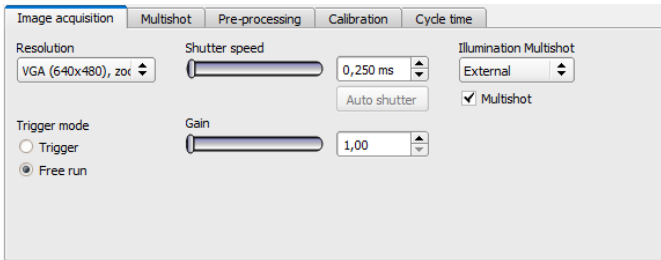 Image acquisition Multishot Pre-processing Calibration Cycle time
Resolution Shutter speed Illumination Multishot
VGA (640x480), zoo 0,250 ms External
Auto shutter Multishot
Trigger mode Gain
Trigger 1,00
Free run